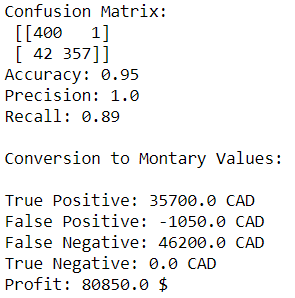 Confusion Matrix:
[[400   1]
[ 42 357]]
Accuracy: 0.95
Precision: 1.0
Recall: 0.89
Conversion to Montary Values:
True Positive: 35700.0 CAD
False Positive: -1050.0 CAD
False Negative: 46200.0 CAD
True Negative: 0.0 CAD
Profit: 80850.0 $